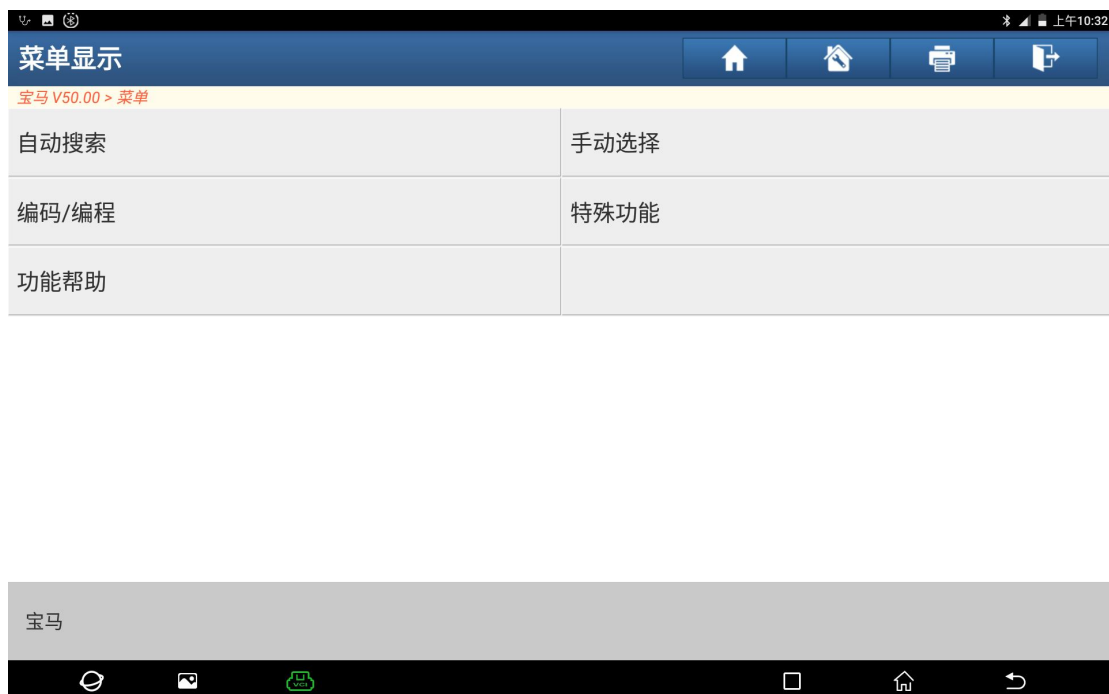 上午10:32
菜单显示
宝马 V50.00 > 菜单
自动搜索 手动选择
编码/编程 特殊功能
功能帮助
宝马
VCI